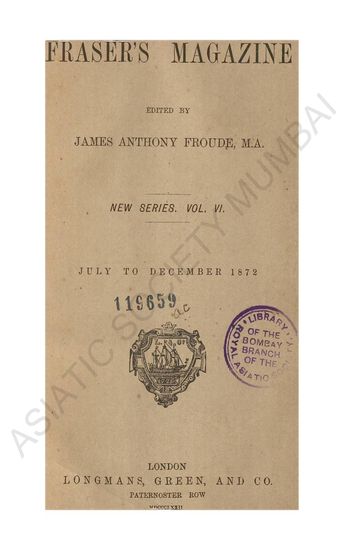 FRASER'S MAGAZINE
EDITED BY
JAMES ANTHONY FROUDE, M.A.
NEW SERIES. VOL. VI.
JULY TO DECEMBER 1872
119659
LIBRARY
OF THE
BOMBAY
BRANCH
OF THE
ROYAL ASIATIC
LONDON
LONGMANS, GREEN, AND CO.
PATERNOSTER ROW
MDCCCLXXII
ASIATIC SOCIETY MUMBAI